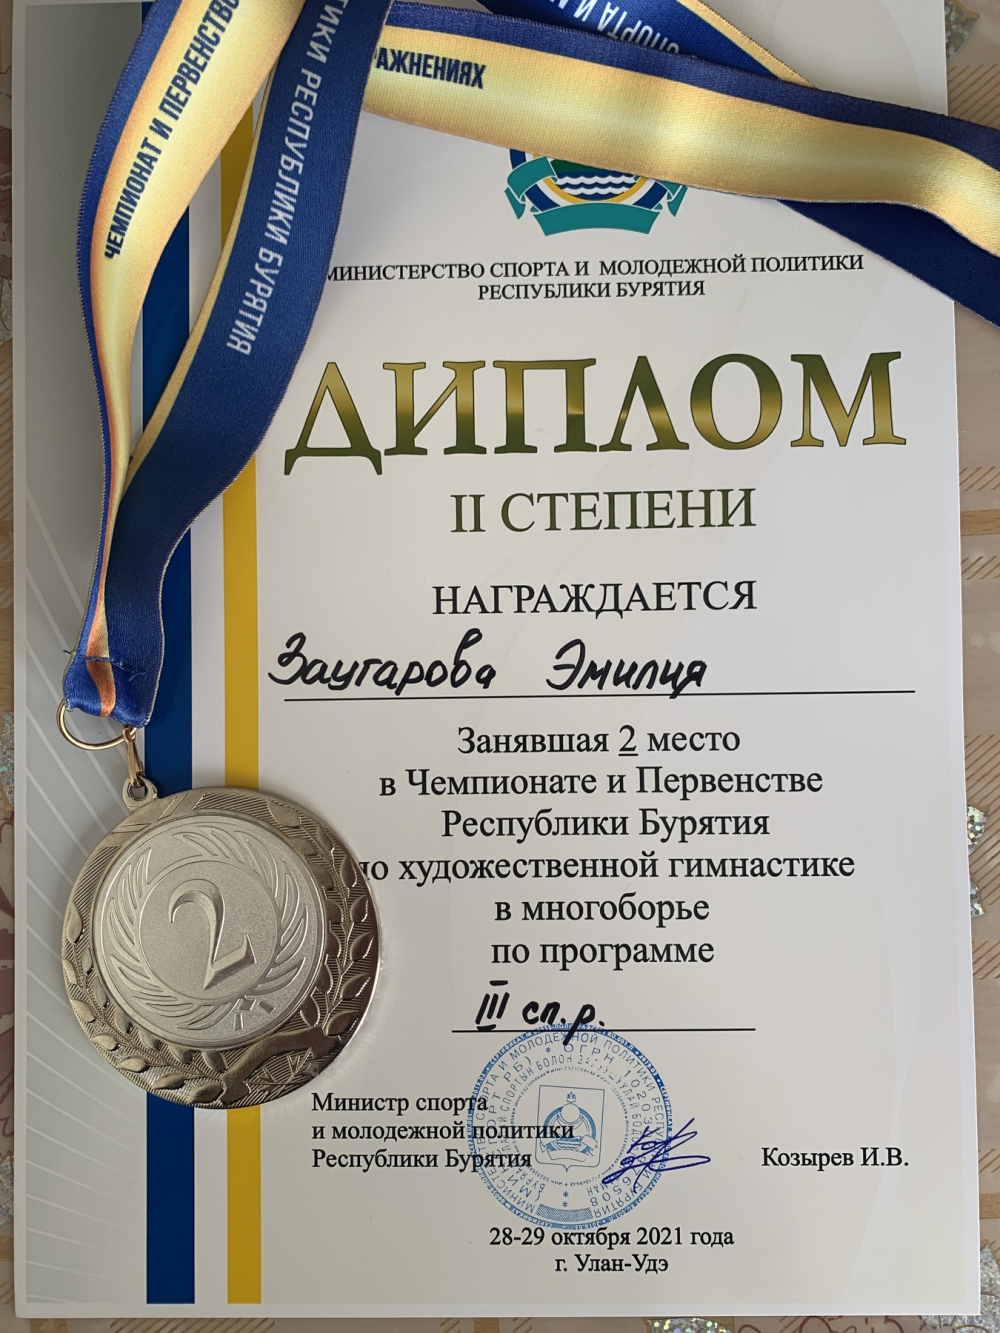 ЧЕМПИОНАТ И ПЕРВЕНСТВО
РЕСПУБЛИКИ БУРЯТИЯ
СПОРТА И
МИНИСТЕРСТВО СПОРТА И МОЛОДЕЖНОЙ ПОЛИТИКИ
РЕСПУБЛИКИ БУРЯТИЯ
ДИПЛОМ
II СТЕПЕНИ
НАГРАЖДАЕТСЯ
Заугарова Эмилия
Занявшая 2 место
в Чемпионате и Первенстве
Республики Бурятия
по художественной гимнастике
в многоборье
по программе
III сп.р.
2
Министр спорта
и молодежной политики
Республики Бурятия
Козырев И.В.
28-29 октября 2021 года
г. Улан-Удэ